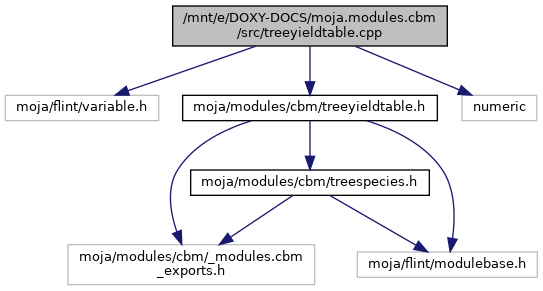 /mnt/e/DOXY-DOCS/moja.modules.cbm
/src/treeyieldtable.cpp
moja/flint/variable.h
moja/modules/cbm/treeyieldtable.h
numeric
moja/modules/cbm/treespecies.h
moja/modules/cbm/_modules.cbm
_exports.h
moja/flint/modulebase.h